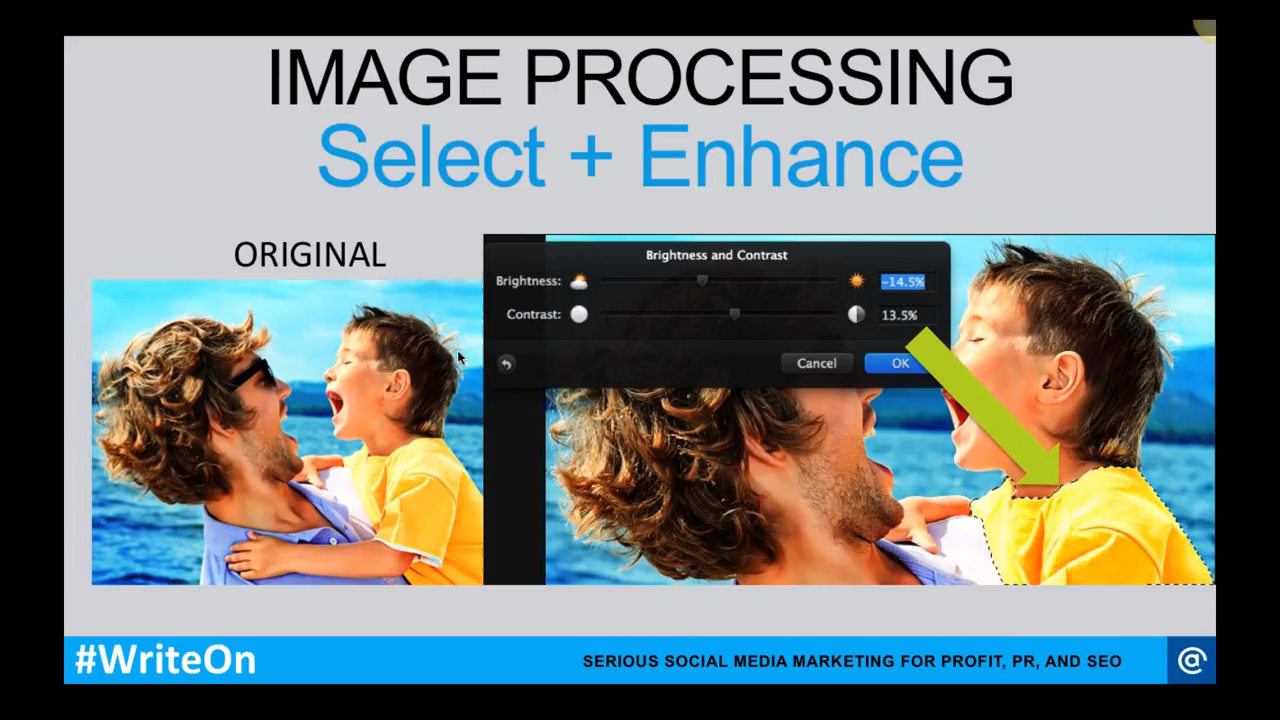 IMAGE PROCESSING
Select + Enhance
ORIGINAL
Brightness and Contrast
Brightness: -14.5%
Contrast: 13.5%
Cancel OK
#WriteOn SERIOUS SOCIAL MEDIA MARKETING FOR PROFIT, PR, AND SEO @